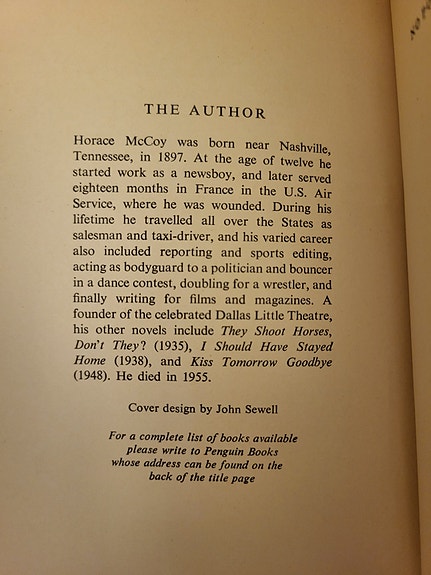 THE AUTHOR
Horace McCoy was born near Nashville,
Tennessee, in 1897. At the age of twelve he
started work as a newsboy, and later served
eighteen months in France in the U.S. Air
Service, where he was wounded. During his
lifetime he travelled all over the States as
salesman and taxi-driver, and his varied career
also included reporting and sports editing,
acting as bodyguard to a politician and bouncer
in a dance contest, doubling for a wrestler, and
finally writing for films and magazines. A
founder of the celebrated Dallas Little Theatre,
his other novels include They Shoot Horses,
Don't They? (1935), I Should Have Stayed
Home (1938), and Kiss Tomorrow Goodbye
(1948). He died in 1955.
Cover design by John Sewell
For a complete list of books available
please write to Penguin Books
whose address can be found on the
back of the title page